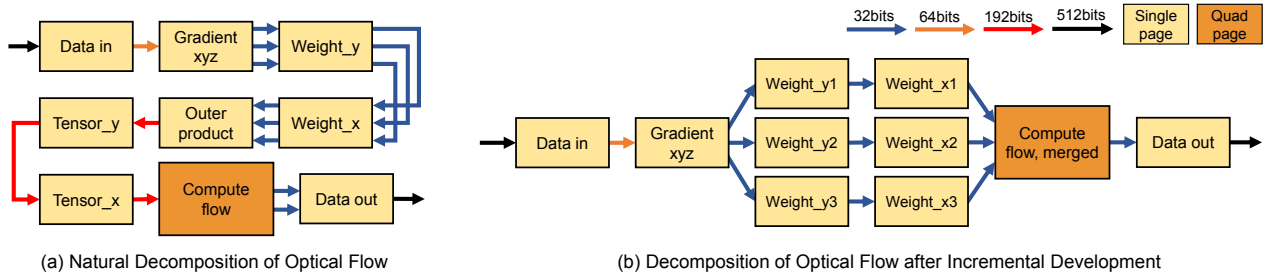 Data in
Gradient
xyz
Weight_y
Tensor_y
Outer
product
Weight_x
Tensor_x
Compute
flow
Data out
(a) Natural Decomposition of Optical Flow
32bits
64bits
192bits
512bits
Single
page
Quad
page
Data in
Gradient
xyz
Weight_y1
Weight_x1
Weight_y2
Weight_x2
Weight_y3
Weight_x3
Compute
flow, merged
Data out
(b) Decomposition of Optical Flow after Incremental Development